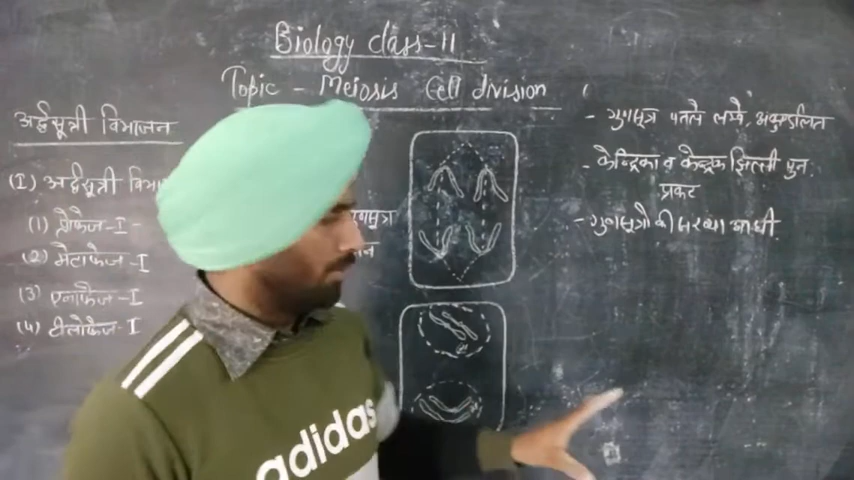 Biology class-11
Topic - Meiosis Cell division
अर्द्धसूत्री विभाजन
(I) अर्द्धसूत्री
(1) प्रोफेज-I-
(2) मेटाफेज-I
(3) एनाफेज-I
(4) टीलोफेज-I
- गुणसूत्र पतले लम्बे, अकुण्डलित
- केन्द्रिका व केन्द्रक झिल्ली पुन:
प्रकट
- गुणसूत्रो की संख्या आधी
adidas